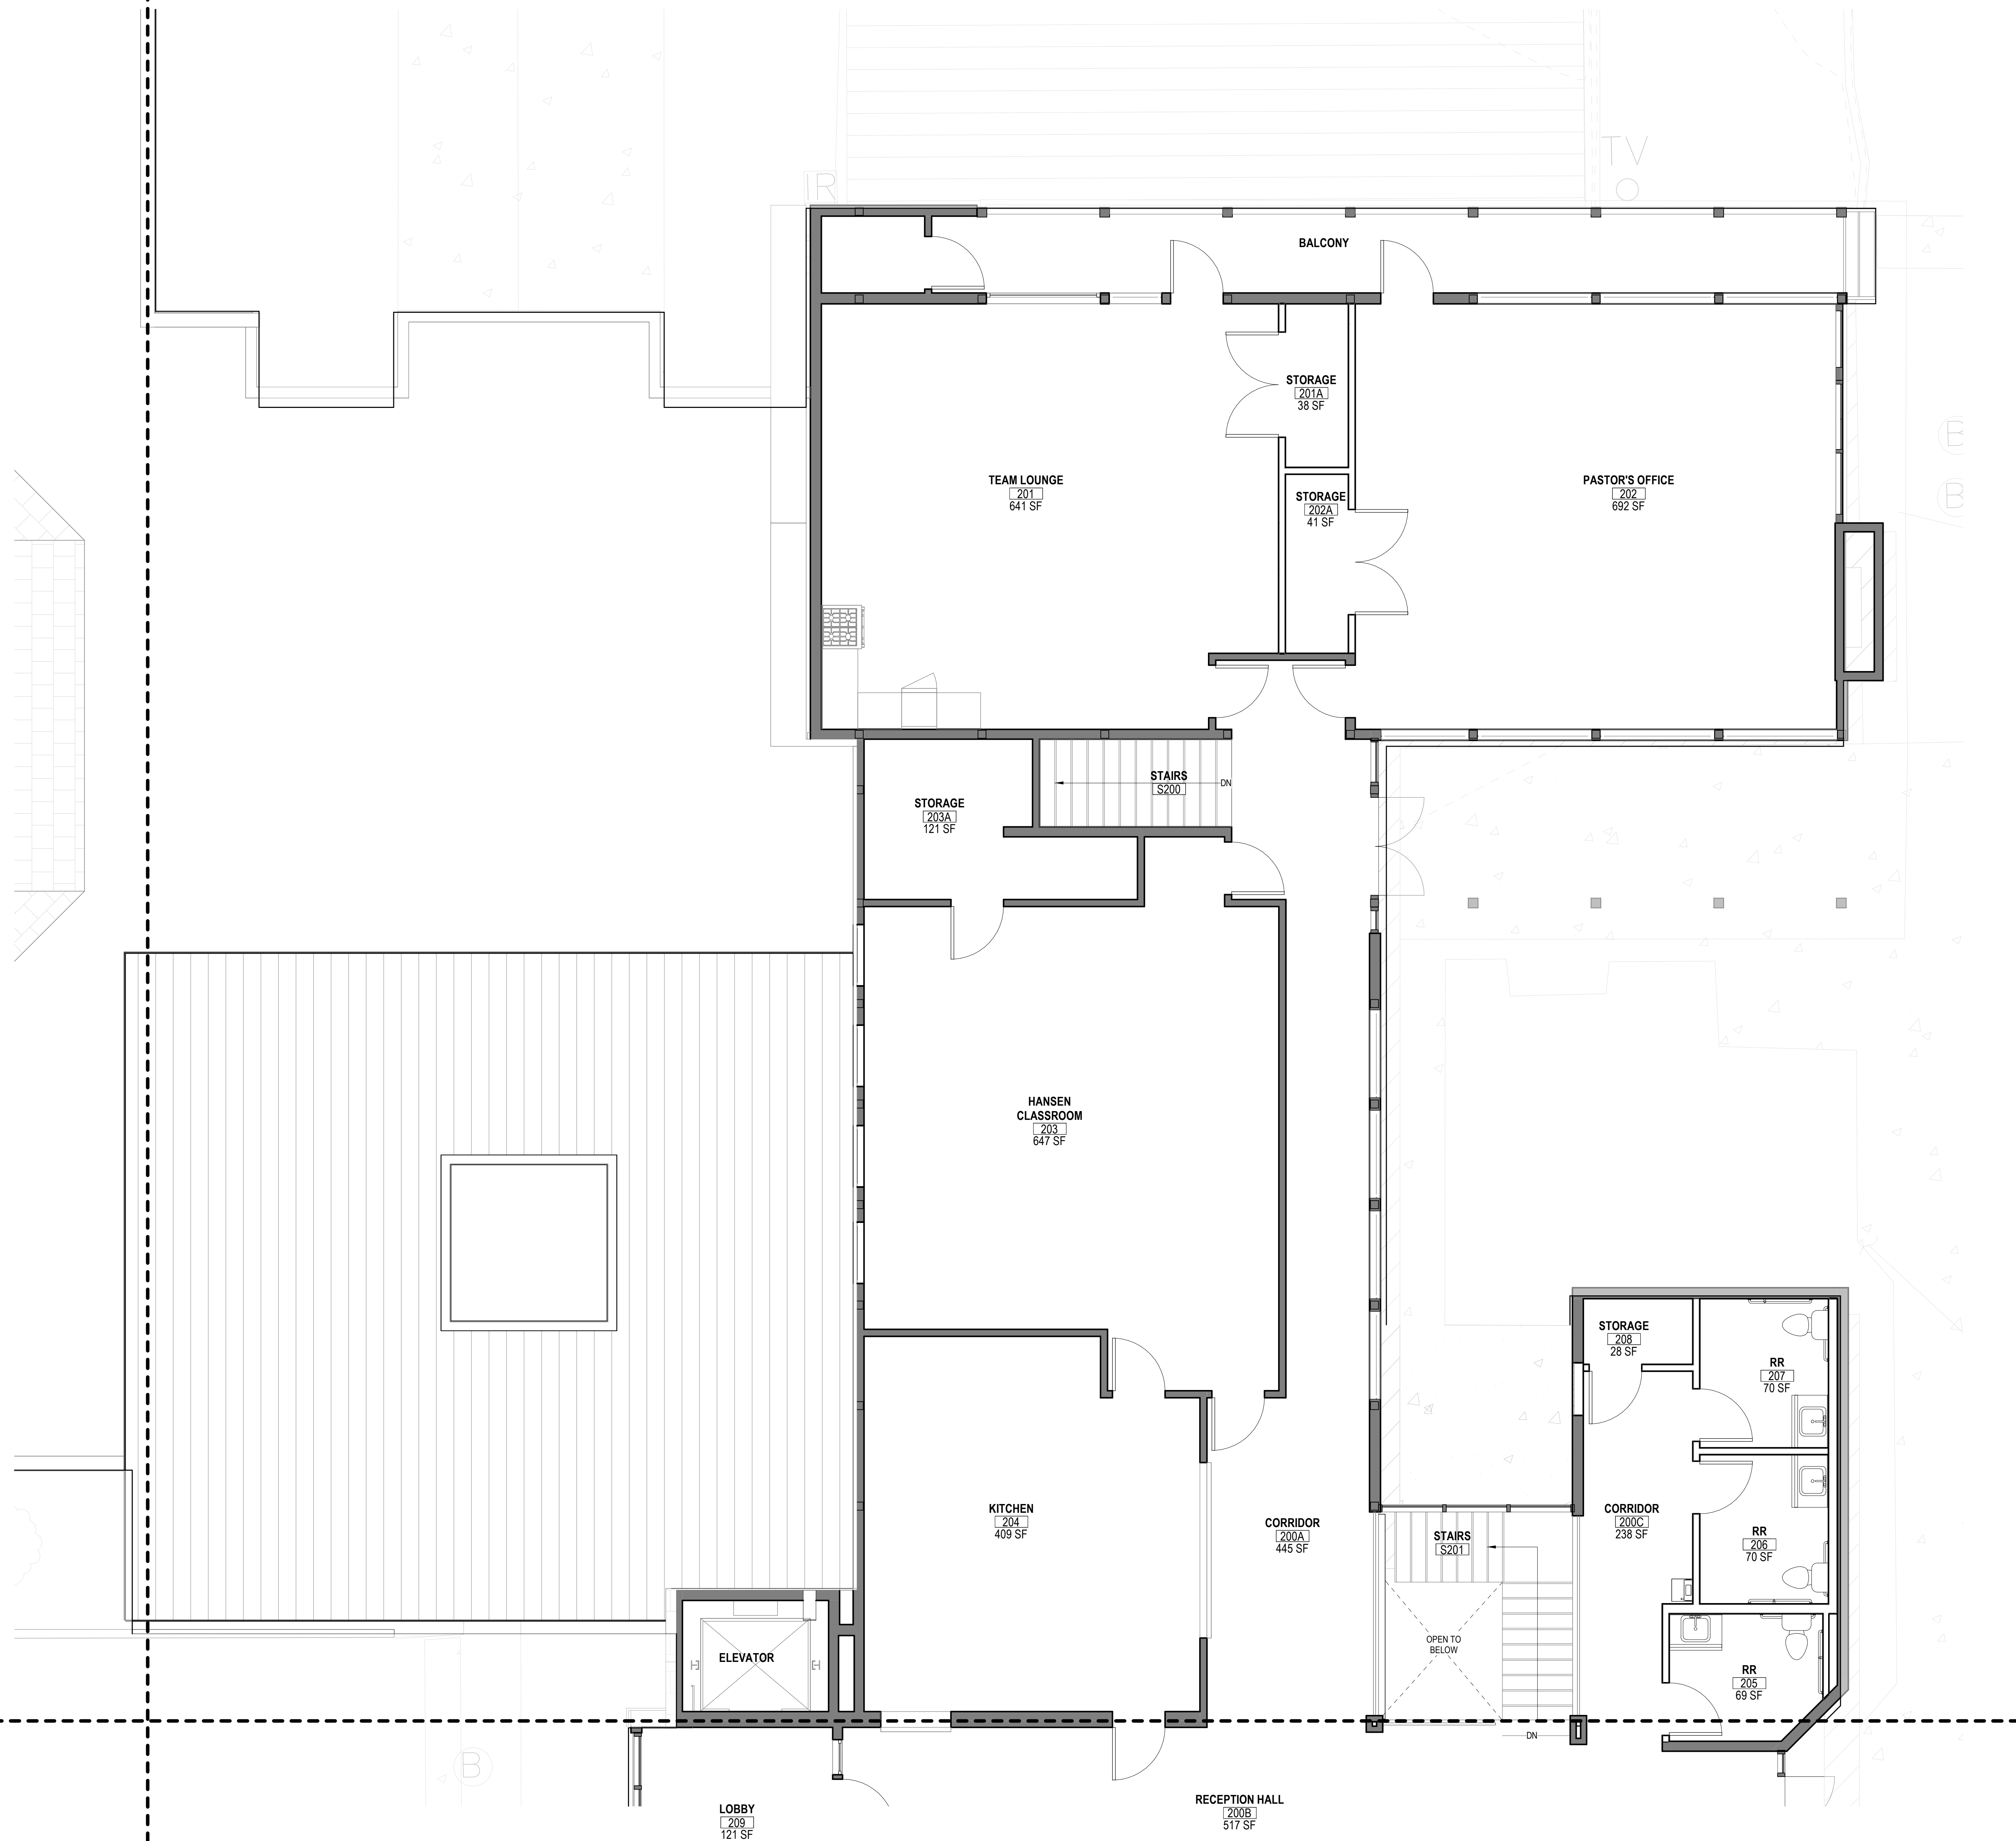 TV
IR
BALCONY
STORAGE
201A
38 SF
TEAM LOUNGE
201
641 SF
STORAGE
202A
41 SF
PASTOR'S OFFICE
202
692 SF
B
B
STAIRS
S200
DN
STORAGE
203A
121 SF
HANSEN
CLASSROOM
203
647 SF
STORAGE
208
28 SF
RR
207
70 SF
KITCHEN
204
409 SF
CORRIDOR
200A
445 SF
STAIRS
S201
CORRIDOR
200C
238 SF
RR
206
70 SF
OPEN TO
BELOW
ELEVATOR
RR
205
69 SF
DN
B
LOBBY
209
121 SF
RECEPTION HALL
200B
517 SF